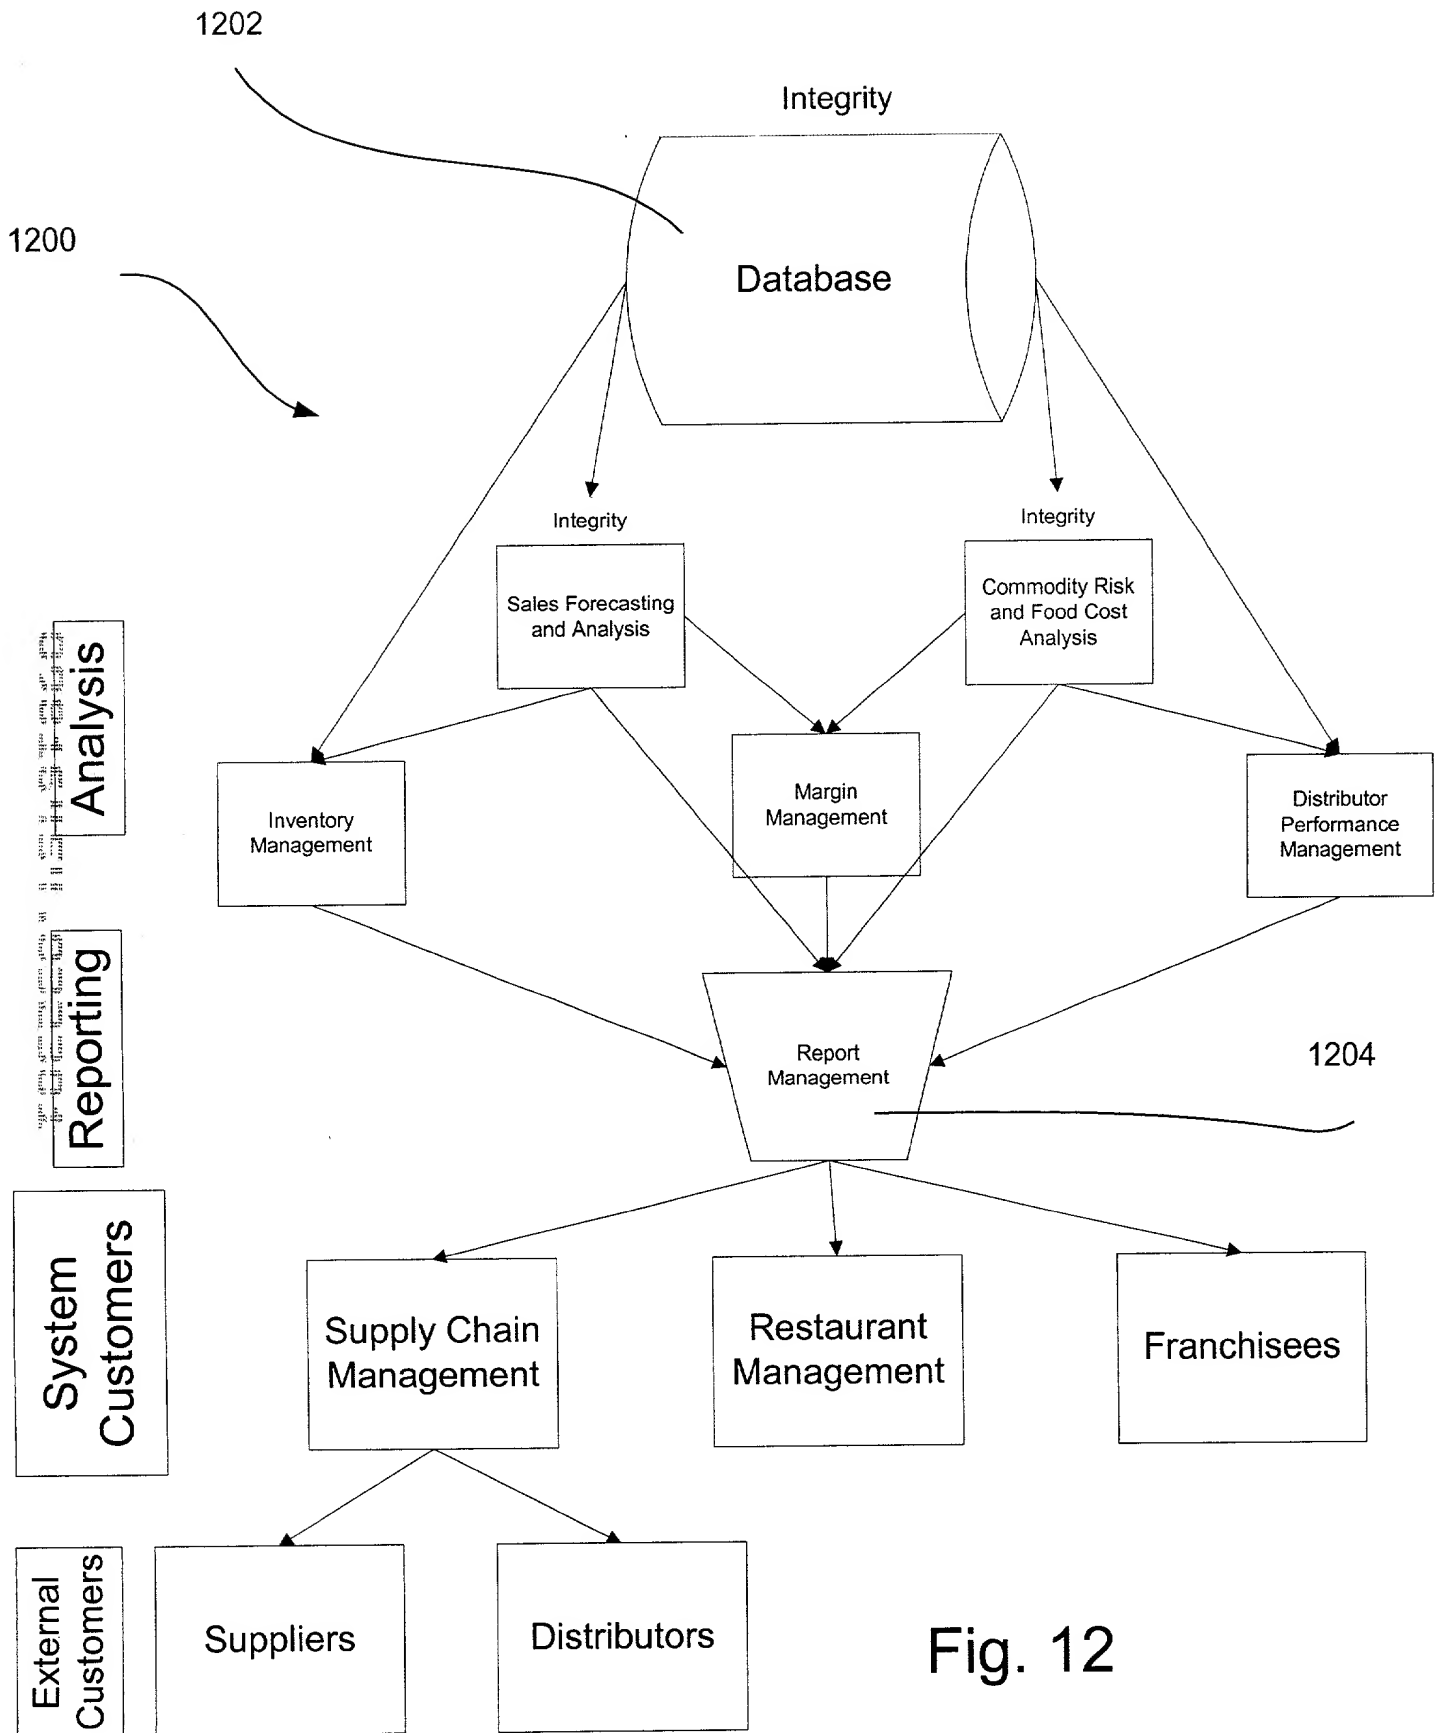 1202
Integrity
1200
Database
Integrity
Integrity
Sales Forecasting
and Analysis
Commodity Risk
and Food Cost
Analysis
Analysis
Inventory
Management
Margin
Management
Distributor
Performance
Management
Reporting
Report
Management
1204
System
Customers
Supply Chain
Management
Restaurant
Management
Franchisees
External
Customers
Suppliers
Distributors
Fig. 12